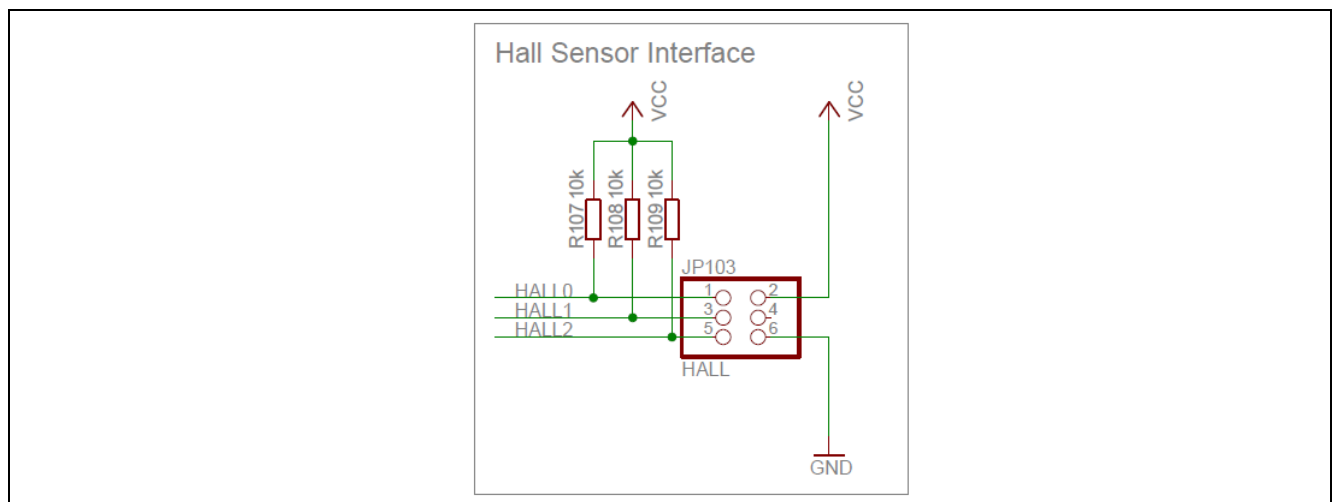 Hall Sensor Interface
VCC
VCC
R107 10k
R108 10k
R109 10k
JP103
HALL0
1
2
HALL1
3
4
HALL2
5
6
HALL
GND